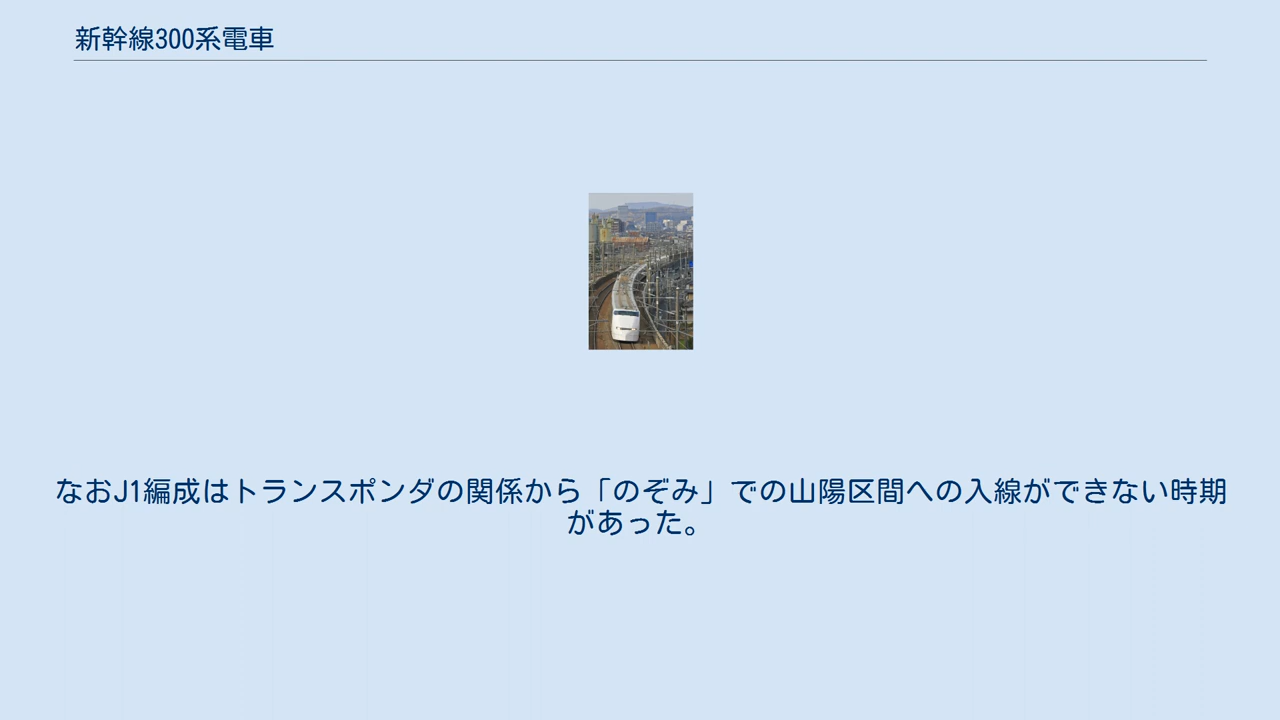 新幹線300系電車
なおJ1編成はトランスポンダの関係から「のぞみ」での山陽区間への入線ができない時期
があった。